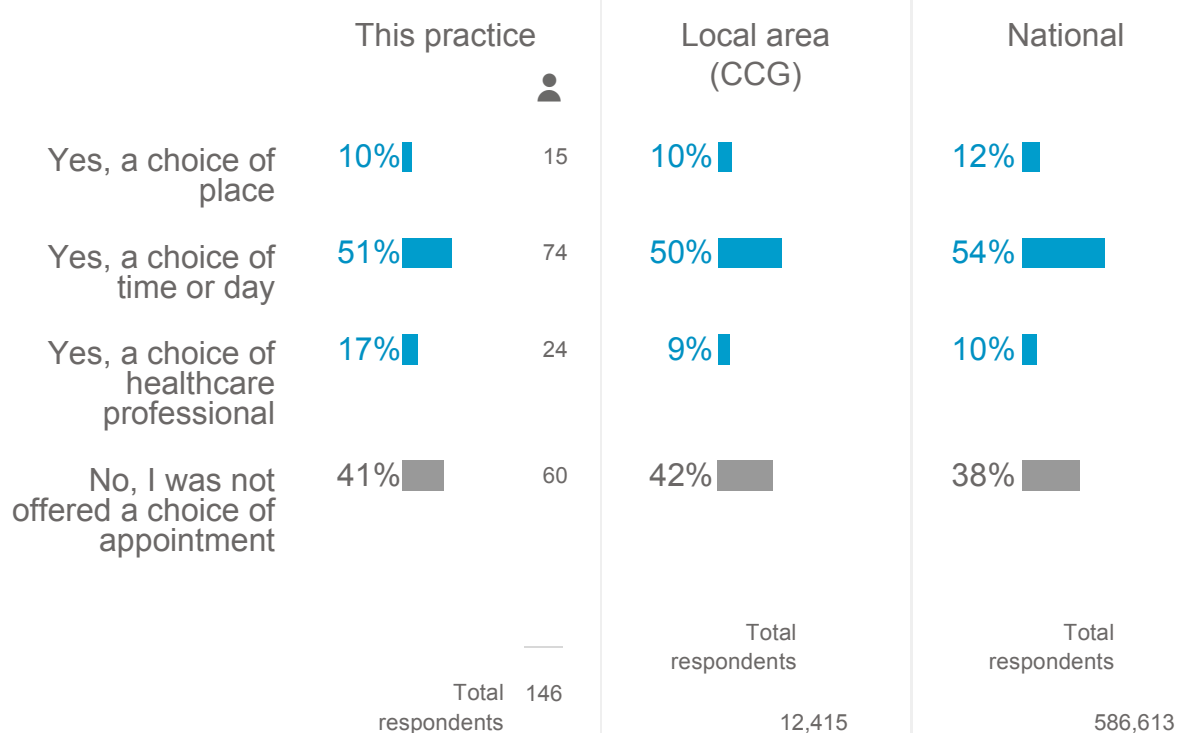 This practice
Local area
(CCG)
National
Yes, a choice of
place
10%
15
10%
12%
Yes, a choice of
time or day
51%
74
50%
54%
Yes, a choice of
healthcare
professional
17%
24
9%
10%
No, I was not
offered a choice of
appointment
41%
60
42%
38%
Total
respondents
146
Total
respondents
12,415
Total
respondents
586,613